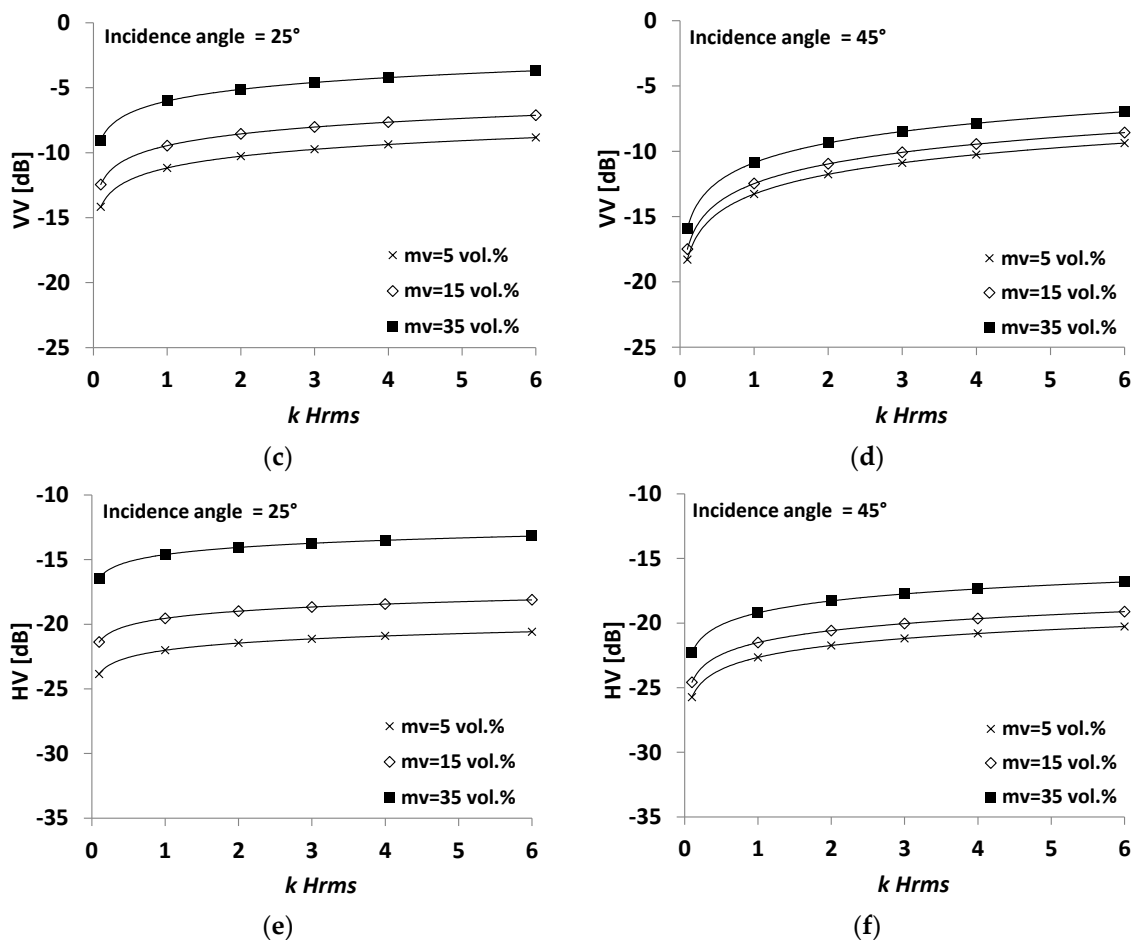 Incidence angle = 25°
VV [dB]
0
-5
-10
-15
-20
-25
mv=5 vol.%
mv=15 vol.%
mv=35 vol.%
0 1 2 3 4 5 6
k Hrms
(c)
Incidence angle = 45°
VV [dB]
0
-5
-10
-15
-20
-25
mv=5 vol.%
mv=15 vol.%
mv=35 vol.%
0 1 2 3 4 5 6
k Hrms
(d)
Incidence angle = 25°
HV [dB]
-10
-15
-20
-25
-30
-35
mv=5 vol.%
mv=15 vol.%
mv=35 vol.%
0 1 2 3 4 5 6
k Hrms
(e)
Incidence angle = 45°
HV [dB]
-10
-15
-20
-25
-30
-35
mv=5 vol.%
mv=15 vol.%
mv=35 vol.%
0 1 2 3 4 5 6
k Hrms
(f)